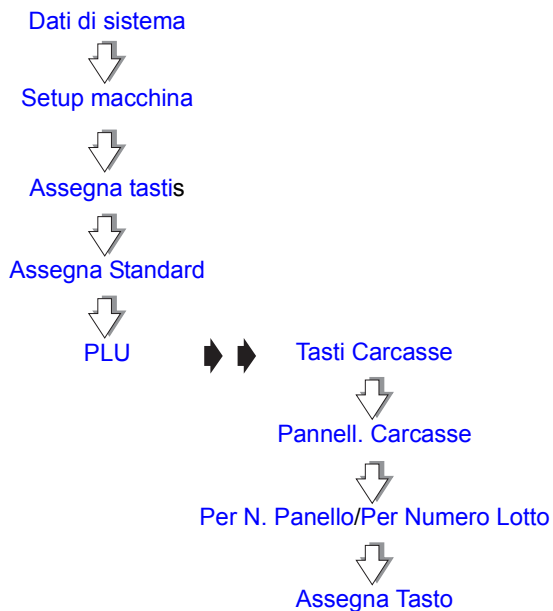 Dati di sistema
Setup macchina
Assegna tastis
Assegna Standard
PLU
Tasti Carcasse
Pannell. Carcasse
Per N. Panello/Per Numero Lotto
Assegna Tasto